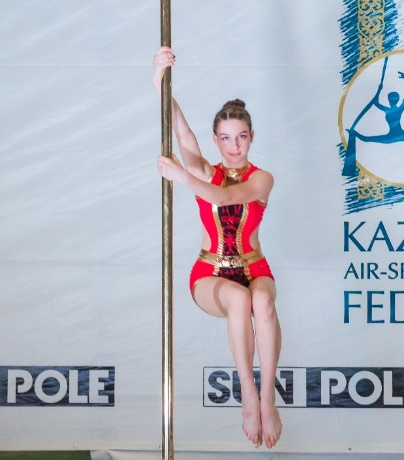 KAZ
AIR-SP
FED
POLE
SUN POL